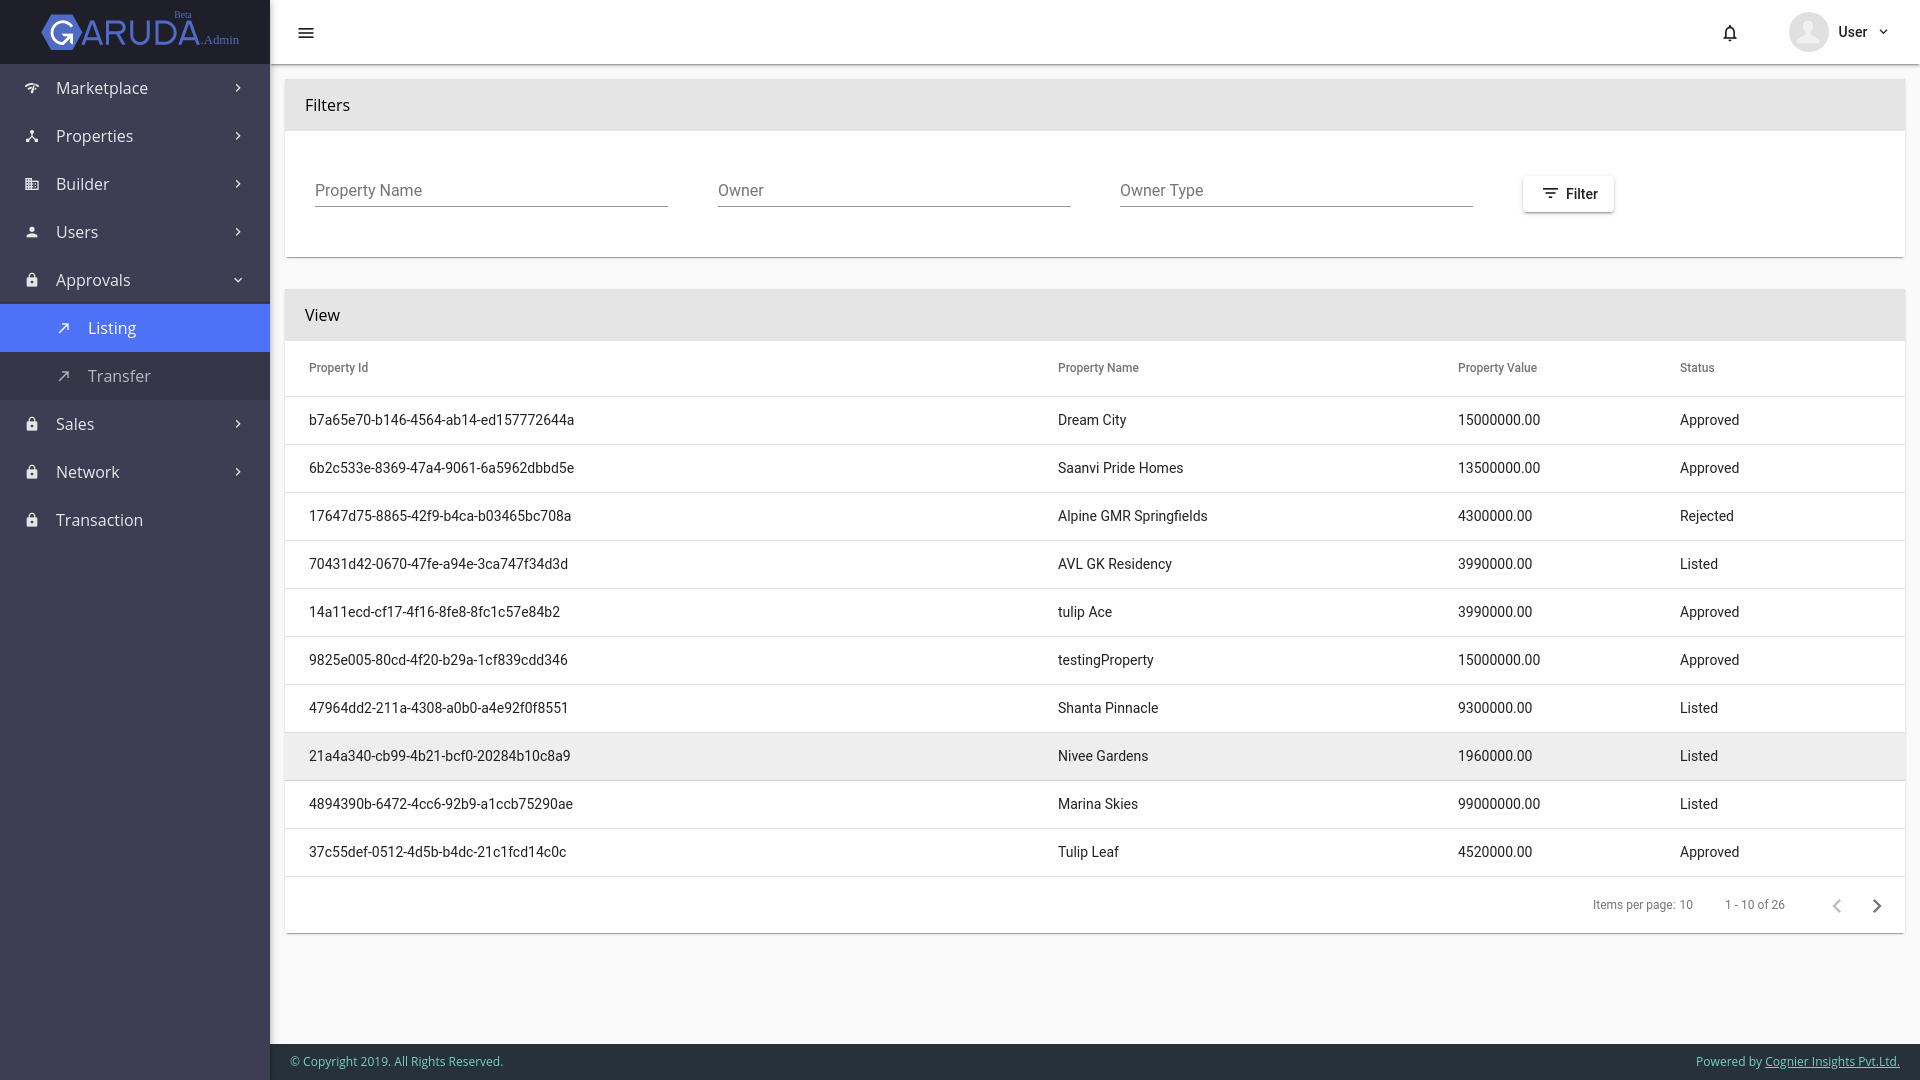 Beta
GARUDA.Admin
User
Marketplace
Properties
Builder
Users
Approvals
Listing
Transfer
Sales
Network
Transaction
Filters
Property Name Owner Owner Type Filter
View
Property Id Property Name Property Value Status
b7a65e70-b146-4564-ab14-ed157772644a Dream City 15000000.00 Approved
6b2c533e-8369-47a4-9061-6a5962dbbd5e Saanvi Pride Homes 13500000.00 Approved
17647d75-8865-42f9-b4ca-b03465bc708a Alpine GMR Springfields 4300000.00 Rejected
70431d42-0670-47fe-a94e-3ca747f34d3d AVL GK Residency 3990000.00 Listed
14a11ecd-cf17-4f16-8fe8-8fc1c57e84b2 tulip Ace 3990000.00 Approved
9825e005-80cd-4f20-b29a-1cf839cdd346 testingProperty 15000000.00 Approved
47964dd2-211a-4308-a0b0-a4e92f0f8551 Shanta Pinnacle 9300000.00 Listed
21a4a340-cb99-4b21-bcf0-20284b10c8a9 Nivee Gardens 1960000.00 Listed
4894390b-6472-4cc6-92b9-a1ccb75290ae Marina Skies 99000000.00 Listed
37c55def-0512-4d5b-b4dc-21c1fcd14c0c Tulip Leaf 4520000.00 Approved
Items per page: 10 1 - 10 of 26
© Copyright 2019. All Rights Reserved. Powered by Cognier Insights Pvt.Ltd.